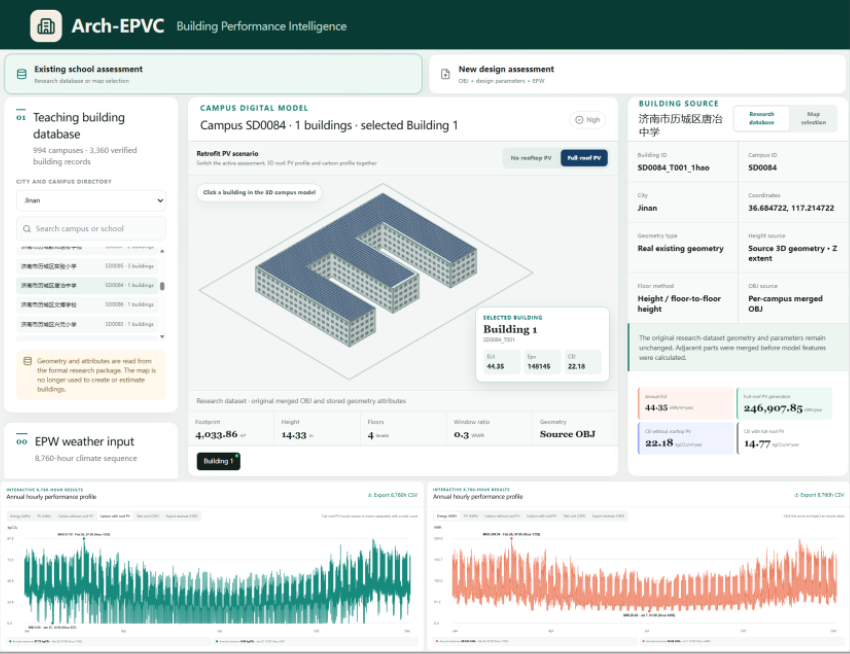 Arch-EPVC Building Performance Intelligence
Existing school assessment
Research database or map selection
New design assessment
OBJ + design parameters + EPW
01 Teaching building
database
994 campuses · 3,360 verified
building records
CITY AND CAMPUS DIRECTORY
Jinan
Search campus or school
济南市历城区实验小学 SD0085 · 3 buildings
济南市历城区唐冶中学 SD0084 · 1 buildings
济南市历城区文博学校 SD0086 · 1 buildings
SD0083 · 1 buildings
Geometry and attributes are read from
the formal research package. The map is
no longer used to create or estimate
buildings.
00 EPW weather input
8,760-hour climate sequence
CAMPUS DIGITAL MODEL
Campus SD0084 · 1 buildings · selected Building 1
high
Retrofit PV scenario
Switch the active assessment, 3D roof, PV profile and carbon profile together
No rooftop PV
Full-roof PV
Click a building in the 3D campus model
SELECTED BUILDING
Building 1
SD0084_T001
EUI
44.35
Epv
148145
CEI
22.18
Research dataset · original merged OBJ and stored geometry attributes
Footprint
4,033.86 m²
Height
14.33 m
Floors
4 levels
Window ratio
0.3 WWR
Geometry
Source OBJ
Building 1
BUILDING SOURCE
济南市历城区唐冶
中学
Research
database
Map
selection
Building ID
SD0084_T001_1hao
Campus ID
SD0084
City
Jinan
Coordinates
36.684722, 117.214722
Geometry type
Real existing geometry
Height source
Source 3D geometry + Z
extent
Floor method
Height / floor-to-floor
height
OBJ source
Per-campus merged
OBJ
The original research-dataset geometry and parameters remain
unchanged. Adjacent parts were merged before model features
were calculated.
Annual EUI
44.35 kWh/m²/year
Full-roof PV generation
246,907.85 kWh/year
CEI without rooftop PV
22.18 kgCO₂/m²/year
CEI with full-roof PV
14.77 kgCO₂/m²/year
INTERACTIVE 8,760-HOUR RESULTS
Annual hourly performance profile
Export 8,760h CSV
INTERACTIVE 8,760-HOUR RESULTS
Annual hourly performance profile
Export 8,760h CSV